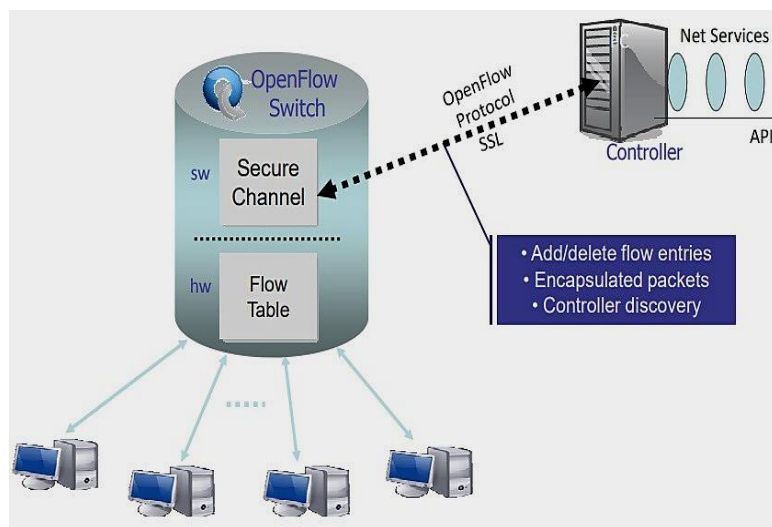 OpenFlow
Switch
sw
Secure
Channel
hw
Flow
Table
OpenFlow
Protocol
SSL
Controller
Net Services
API
• Add/delete flow entries
• Encapsulated packets
• Controller discovery